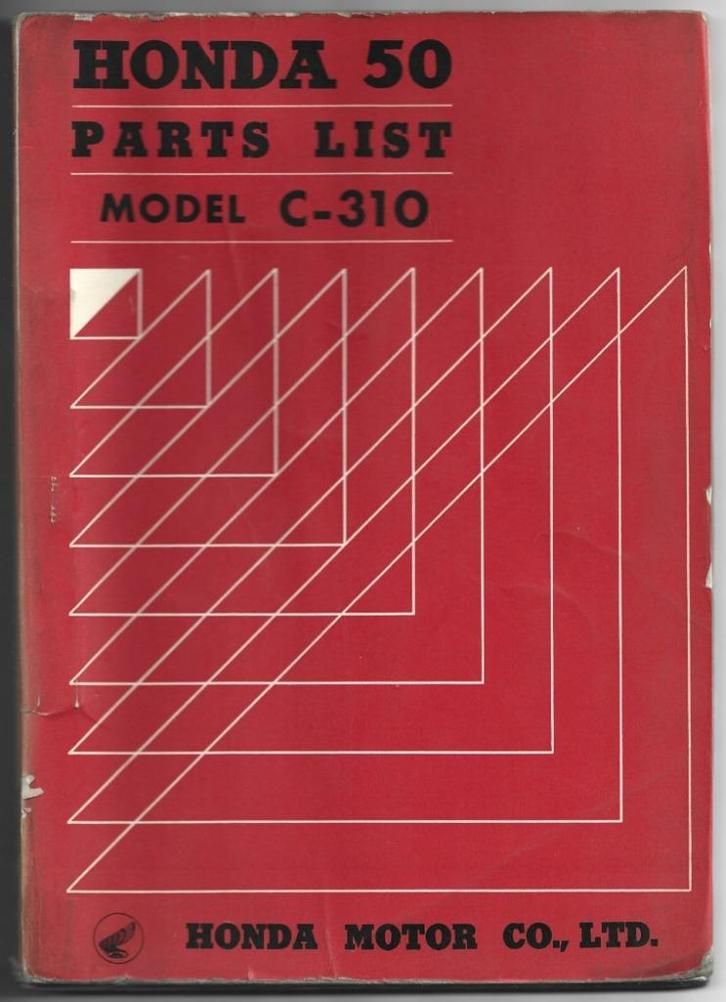 HONDA 50
PARTS LIST
MODEL C-310
HONDA MOTOR CO., LTD.